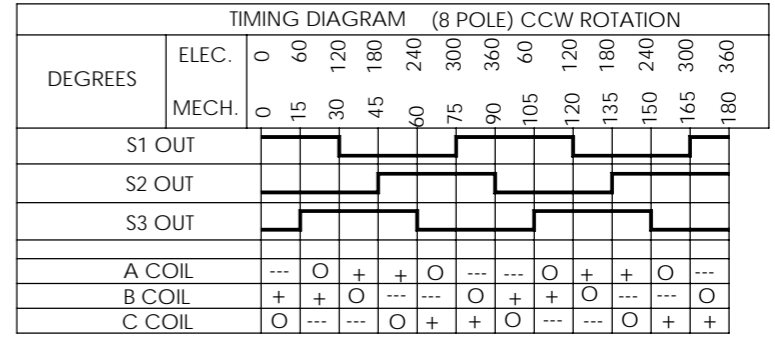 TIMING DIAGRAM (8 POLE) CCW ROTATION
DEGREES
ELEC. 0 60 120 180 240 300 360 60 120 180 240 300 360
MECH. 0 15 30 45 60 75 90 105 120 135 150 165 180
S1 OUT
S2 OUT
S3 OUT
A COIL --- O + + O --- --- O + + O ---
B COIL + + O --- --- O + + O --- --- O
C COIL O --- --- O + + O --- --- O + +